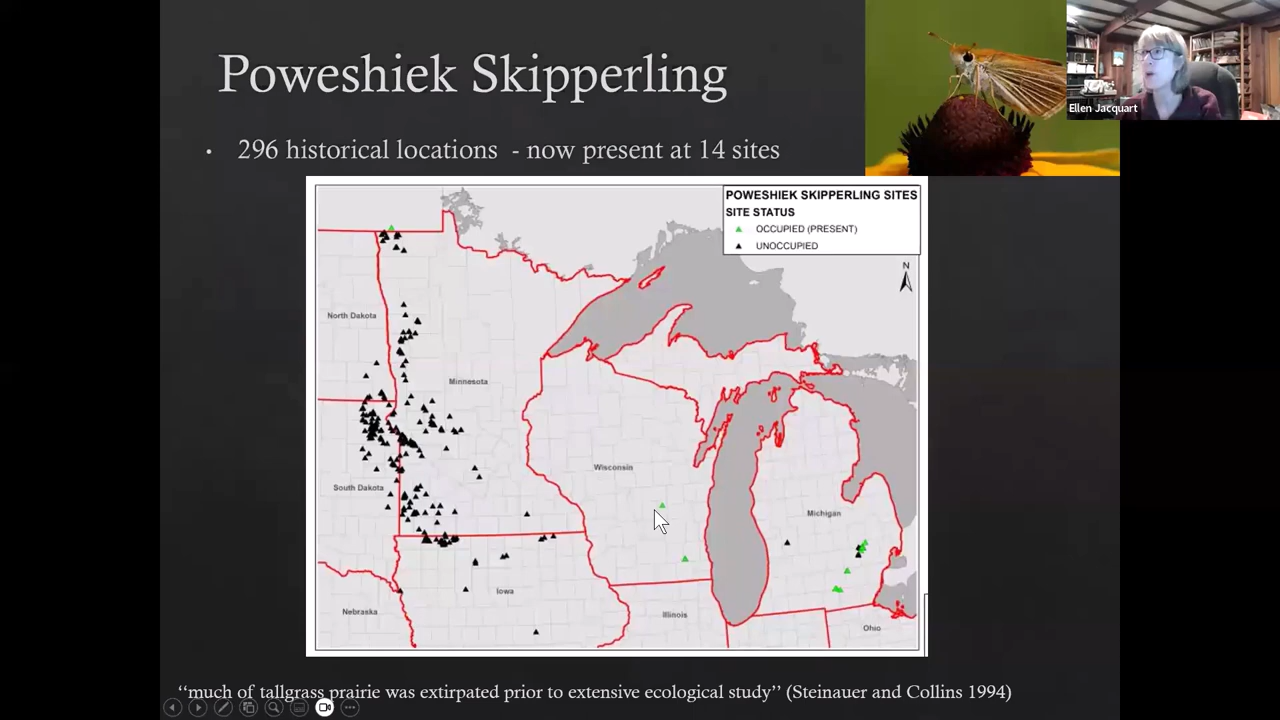 Poweshiek Skipperling
Ellen Jacquart
• 296 historical locations - now present at 14 sites
POWESHIEK SKIPPERLING SITES
SITE STATUS
OCCUPIED (PRESENT)
UNOCCUPIED
N
North Dakota
Minnesota
Wisconsin
South Dakota
Michigan
Iowa
Nebraska
Illinois
Ohio
‘‘much of tallgrass prairie was extirpated prior to extensive ecological study’’ (Steinauer and Collins 1994)